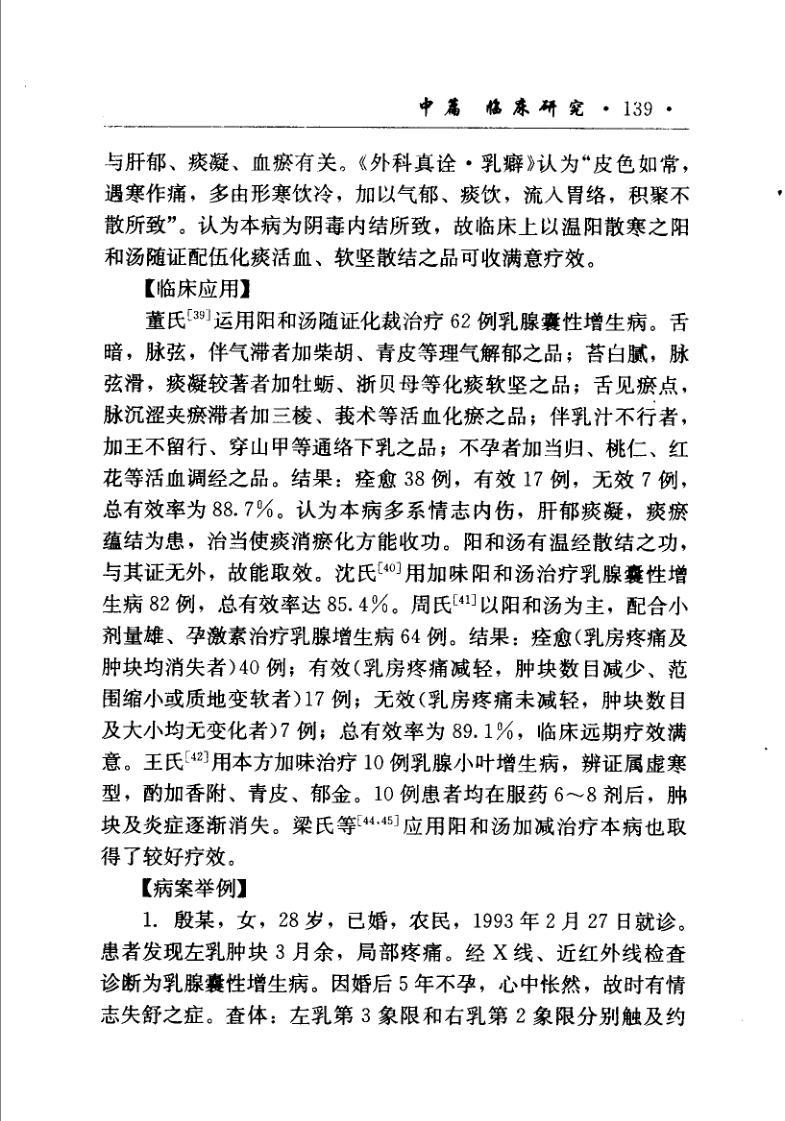 中篇 临床研究 · 139 ·
与肝郁、痰凝、血瘀有关。《外科真诠·乳癖》认为“皮色如常，
遇寒作痛，多由形寒饮冷，加以气郁、痰饮，流入胃络，积聚不
散所致”。认为本病为阴毒内结所致，故临床上以温阳散寒之阳
和汤随证配伍化痰活血、软坚散结之品可收满意疗效。
【临床应用】
董氏[39]运用阳和汤随证化裁治疗 62 例乳腺囊性增生病。舌
暗，脉弦，伴气滞者加柴胡、青皮等理气解郁之品；苔白腻，脉
弦滑，痰凝较著者加牡蛎、浙贝母等化痰软坚之品；舌见瘀点，
脉沉涩夹瘀滞者加三棱、莪术等活血化瘀之品；伴乳汁不行者，
加王不留行、穿山甲等通络下乳之品；不孕者加当归、桃仁、红
花等活血调经之品。结果：痊愈 38 例，有效 17 例，无效 7 例，
总有效率为 88.7%。认为本病多系情志内伤，肝郁痰凝，痰瘀
蕴结为患，治当使痰消瘀化方能收功。阳和汤有温经散结之功，
与其证无外，故能取效。沈氏[40]用加味阳和汤治疗乳腺囊性增
生病 82 例，总有效率达 85.4%。周氏[41]以阳和汤为主，配合小
剂量雄、孕激素治疗乳腺增生病 64 例。结果：痊愈(乳房疼痛及
肿块均消失者)40 例；有效(乳房疼痛减轻，肿块数目减少、范
围缩小或质地变软者)17 例；无效(乳房疼痛未减轻，肿块数目
及大小均无变化者)7 例；总有效率为 89.1%，临床远期疗效满
意。王氏[42]用本方加味治疗 10 例乳腺小叶增生病，辨证属虚寒
型，酌加香附、青皮、郁金。10 例患者均在服药 6～8 剂后，肿
块及炎症逐渐消失。梁氏等[44,45]应用阳和汤加减治疗本病也取
得了较好疗效。
【病案举例】
1. 殷某，女，28 岁，已婚，农民，1993 年 2 月 27 日就诊。
患者发现左乳肿块 3 月余，局部疼痛。经 X 线、近红外线检查
诊断为乳腺囊性增生病。因婚后 5 年不孕，心中怅然，故时有情
志失舒之症。查体：左乳第 3 象限和右乳第 2 象限分别触及约